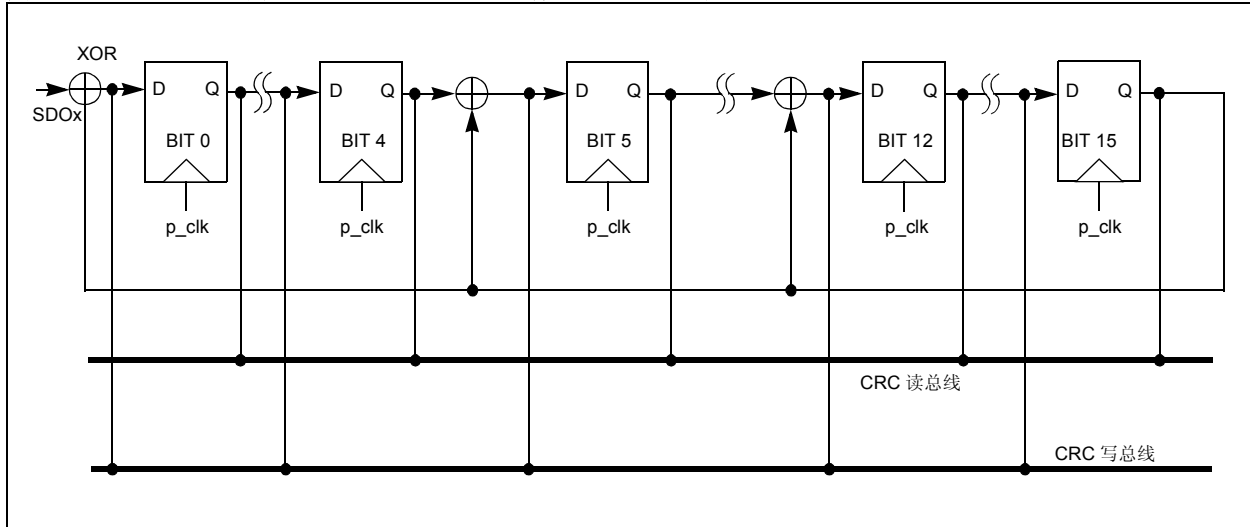 XOR
SDOx
D Q
BIT 0
p_clk
D Q
BIT 4
p_clk
D Q
BIT 5
p_clk
D Q
BIT 12
p_clk
D Q
BIT 15
p_clk
CRC 读总线
CRC 写总线